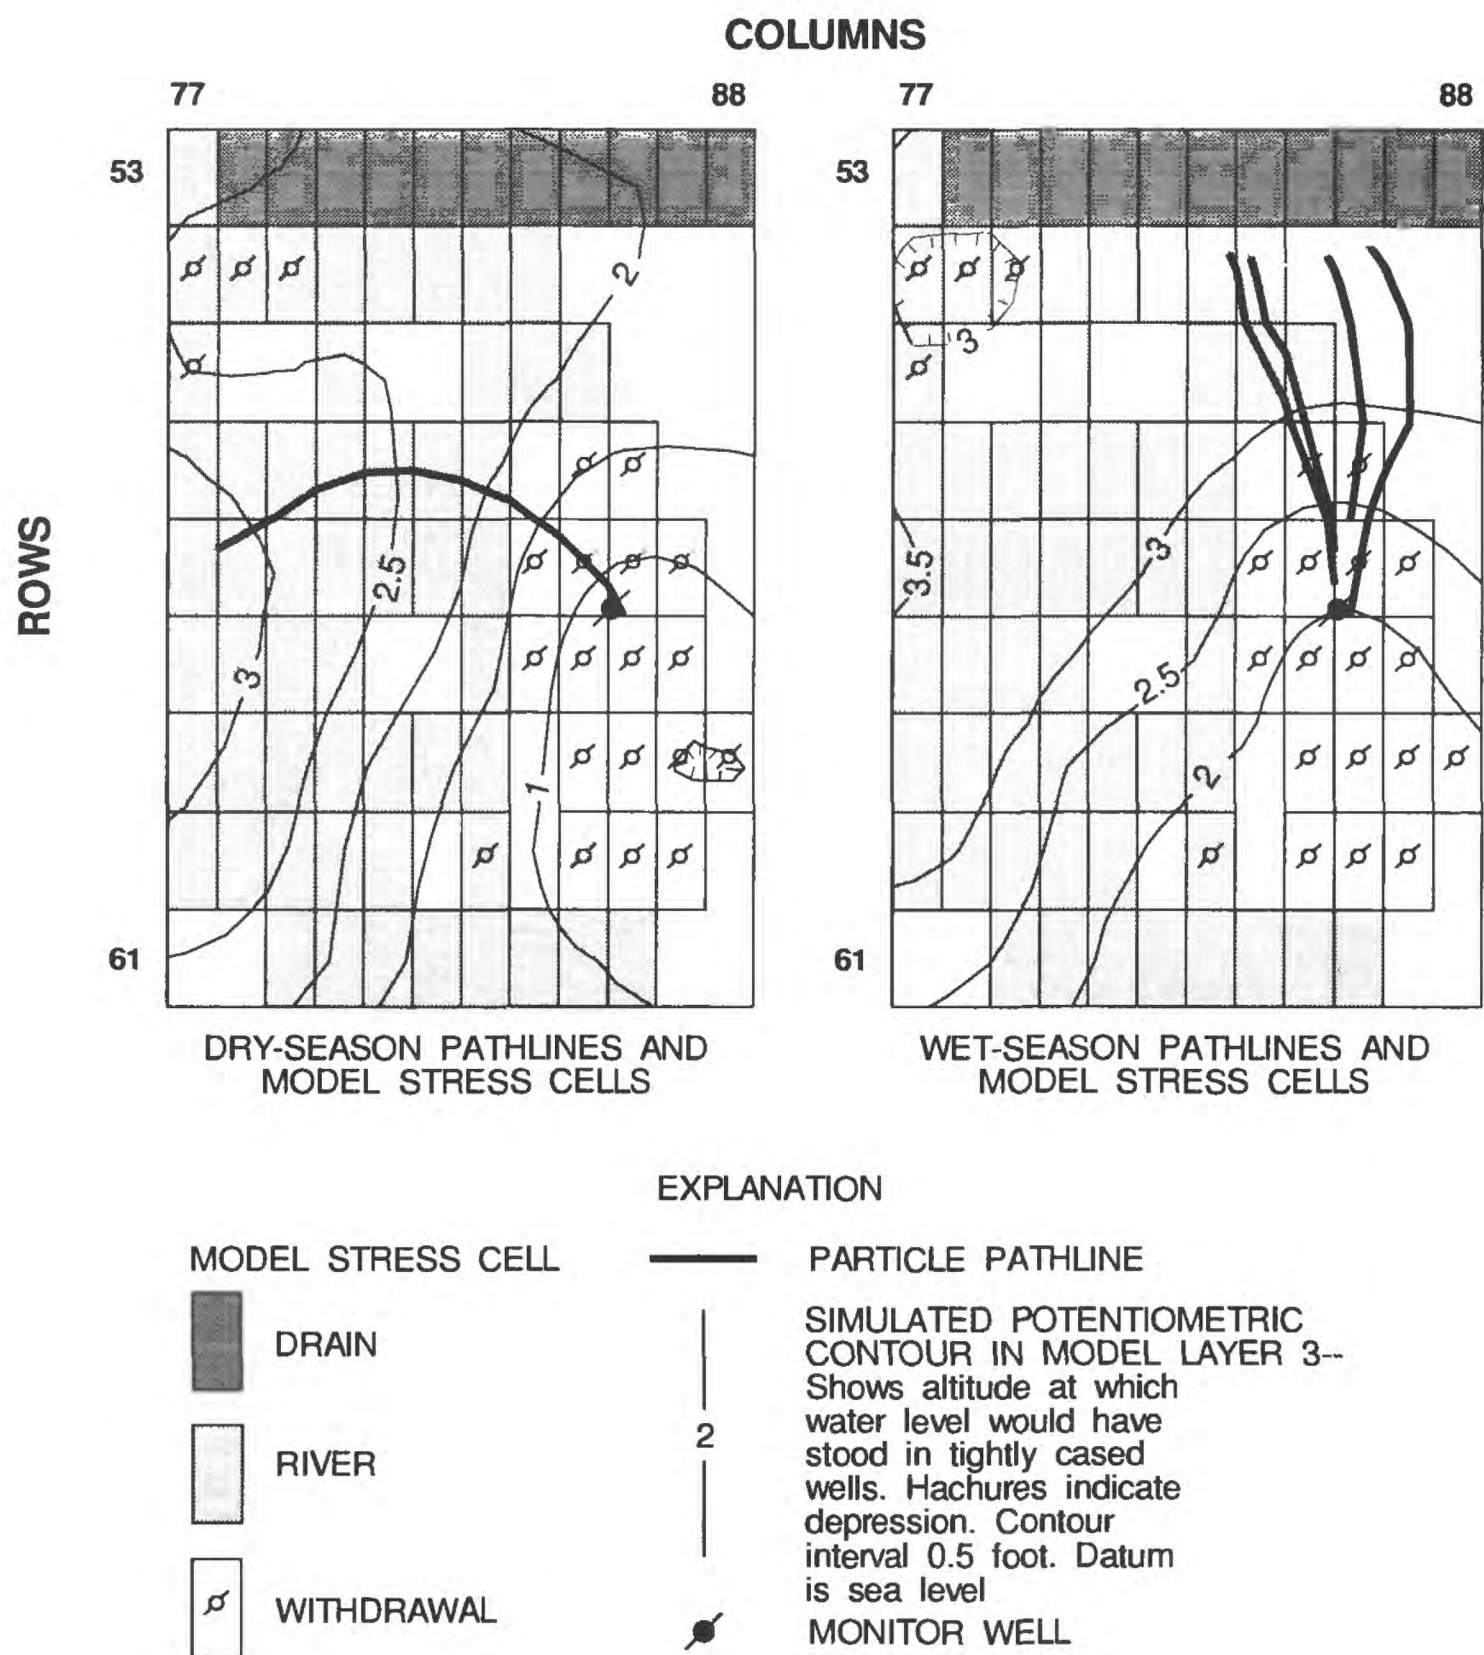 COLUMNS
77 88 77 88
53 53
2
3
2.5
3.5
3
3
2.5
2
1
ROWS
61 61
DRY-SEASON PATHLINES AND
MODEL STRESS CELLS
WET-SEASON PATHLINES AND
MODEL STRESS CELLS
EXPLANATION
MODEL STRESS CELL
DRAIN
RIVER
WITHDRAWAL
PARTICLE PATHLINE
2
SIMULATED POTENTIOMETRIC
CONTOUR IN MODEL LAYER 3--
Shows altitude at which
water level would have
stood in tightly cased
wells. Hachures indicate
depression. Contour
interval 0.5 foot. Datum
is sea level
MONITOR WELL